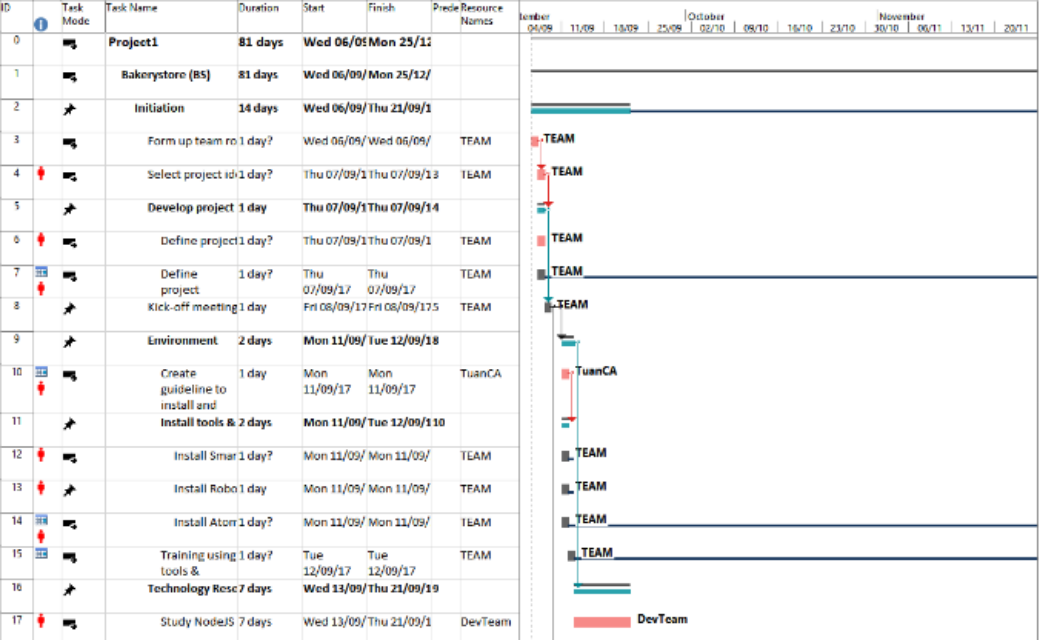 ID Task Mode Task Name Duration Start Finish Prede Resource Names
tember October November
04/09 11/09 18/09 25/09 02/10 09/10 16/10 23/10 30/10 06/11 13/11 20/11
0 Project1 81 days Wed 06/09 Mon 25/12
1 Bakerystore (BS) 81 days Wed 06/09/ Mon 25/12/
2 Initiation 14 days Wed 06/09/ Thu 21/09/1
3 Form up team ro 1 day? Wed 06/09/ Wed 06/09/ TEAM TEAM
4 Select project id 1 day? Thu 07/09/1 Thu 07/09/1 3 TEAM TEAM
5 Develop project 1 day Thu 07/09/1 Thu 07/09/1 4
6 Define project 1 day? Thu 07/09/1 Thu 07/09/1 TEAM TEAM
7 Define project 1 day? Thu 07/09/17 Thu 07/09/17 TEAM TEAM
8 Kick-off meeting 1 day Fri 08/09/17 Fri 08/09/17 5 TEAM TEAM
9 Environment 2 days Mon 11/09/ Tue 12/09/1 8
10 Create guideline to install and 1 day Mon 11/09/17 Mon 11/09/17 TuanCA TuanCA
11 Install tools & 2 days Mon 11/09/ Tue 12/09/1 10
12 Install Smar 1 day? Mon 11/09/ Mon 11/09/ TEAM TEAM
13 Install Robo 1 day Mon 11/09/ Mon 11/09/ TEAM TEAM
14 Install Atom 1 day? Mon 11/09/ Mon 11/09/ TEAM TEAM
15 Training using tools & 1 day? Tue 12/09/17 Tue 12/09/17 TEAM TEAM
16 Technology Rese 7 days Wed 13/09/ Thu 21/09/1 9
17 Study NodeJS 7 days Wed 13/09/ Thu 21/09/1 DevTeam DevTeam